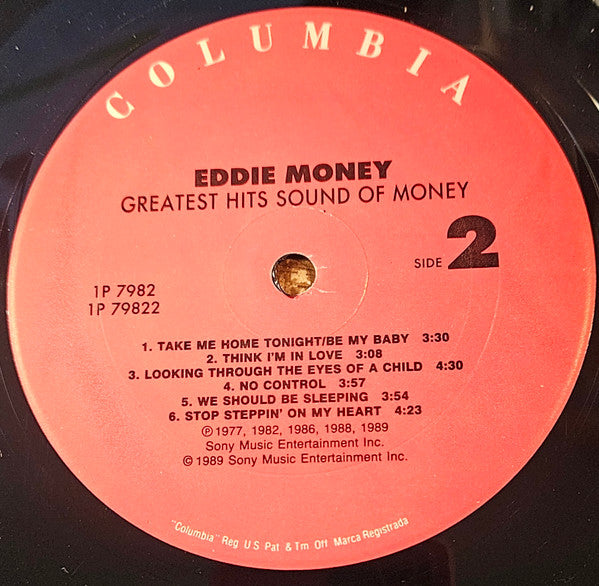 COLUMBIA
EDDIE MONEY
GREATEST HITS SOUND OF MONEY
SIDE 2
1P 7982
1P 79822
1. TAKE ME HOME TONIGHT/BE MY BABY 3:30
2. THINK I'M IN LOVE 3:08
3. LOOKING THROUGH THE EYES OF A CHILD 4:30
4. NO CONTROL 3:57
5. WE SHOULD BE SLEEPING 3:54
6. STOP STEPPIN' ON MY HEART 4:23
℗ 1977, 1982, 1986, 1988, 1989
Sony Music Entertainment Inc.
© 1989 Sony Music Entertainment Inc.
"Columbia" Reg U S Pat & Tm Off Marca Registrada